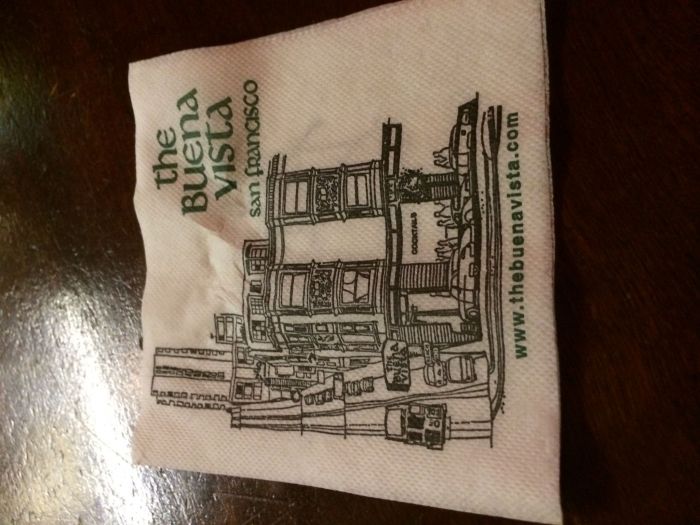 the
Buena
Vista
san francisco
COCKTAILS
www.thebuenavista.com